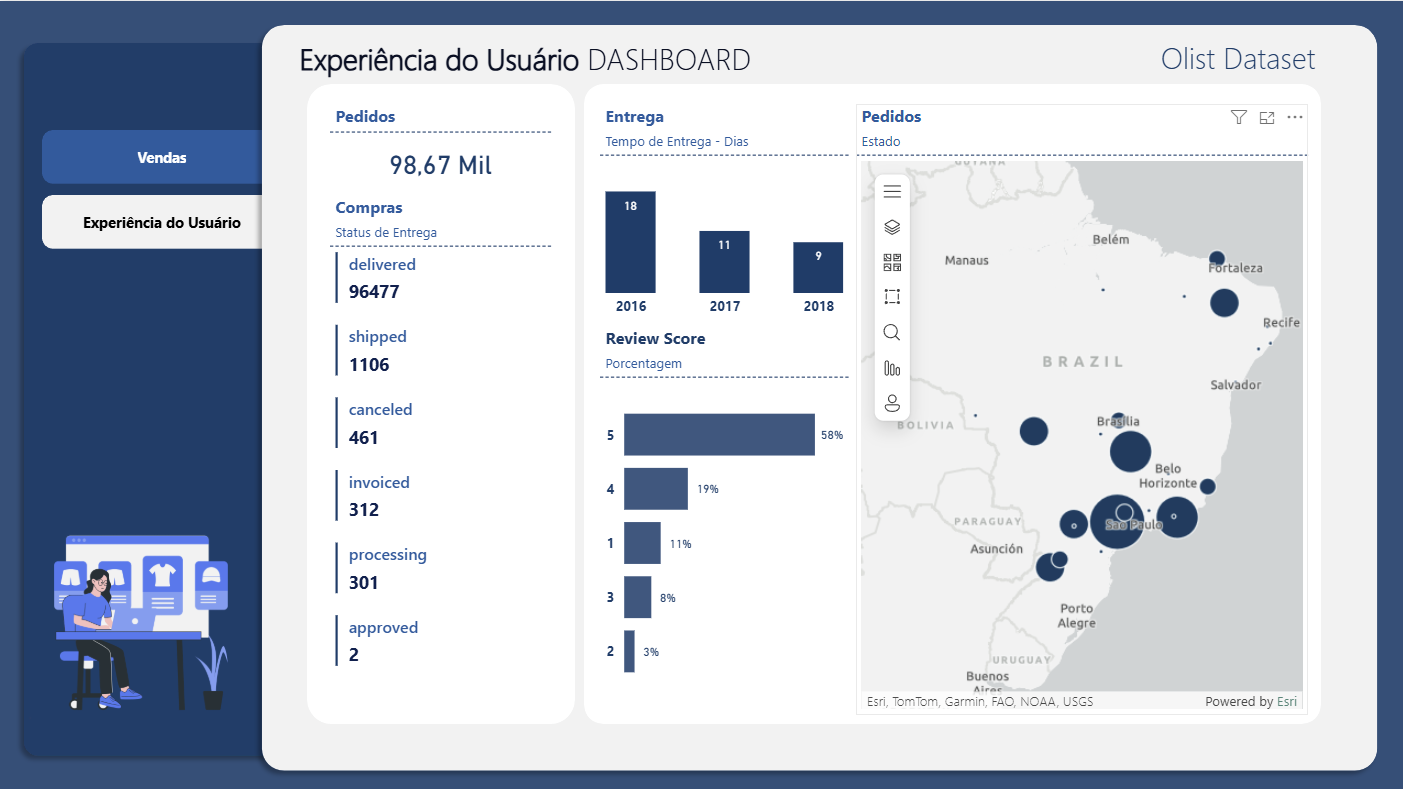 Experiência do Usuário DASHBOARD
Olist Dataset
Vendas
Experiência do Usuário
Pedidos
98,67 Mil
Compras
Status de Entrega
delivered
96477
shipped
1106
canceled
461
invoiced
312
processing
301
approved
2
Entrega
Tempo de Entrega - Dias
18
11
9
2016
2017
2018
Review Score
Porcentagem
5
58%
4
19%
1
11%
3
8%
2
3%
Pedidos
Estado
GUYANA
Belém
Manaus
Fortaleza
Recife
BRAZIL
Salvador
Brasília
BOLIVIA
Belo
Horizonte
PARAGUAY
Sao Paulo
Asunción
Porto
Alegre
URUGUAY
Buenos
Aires
Esri, TomTom, Garmin, FAO, NOAA, USGS
Powered by Esri